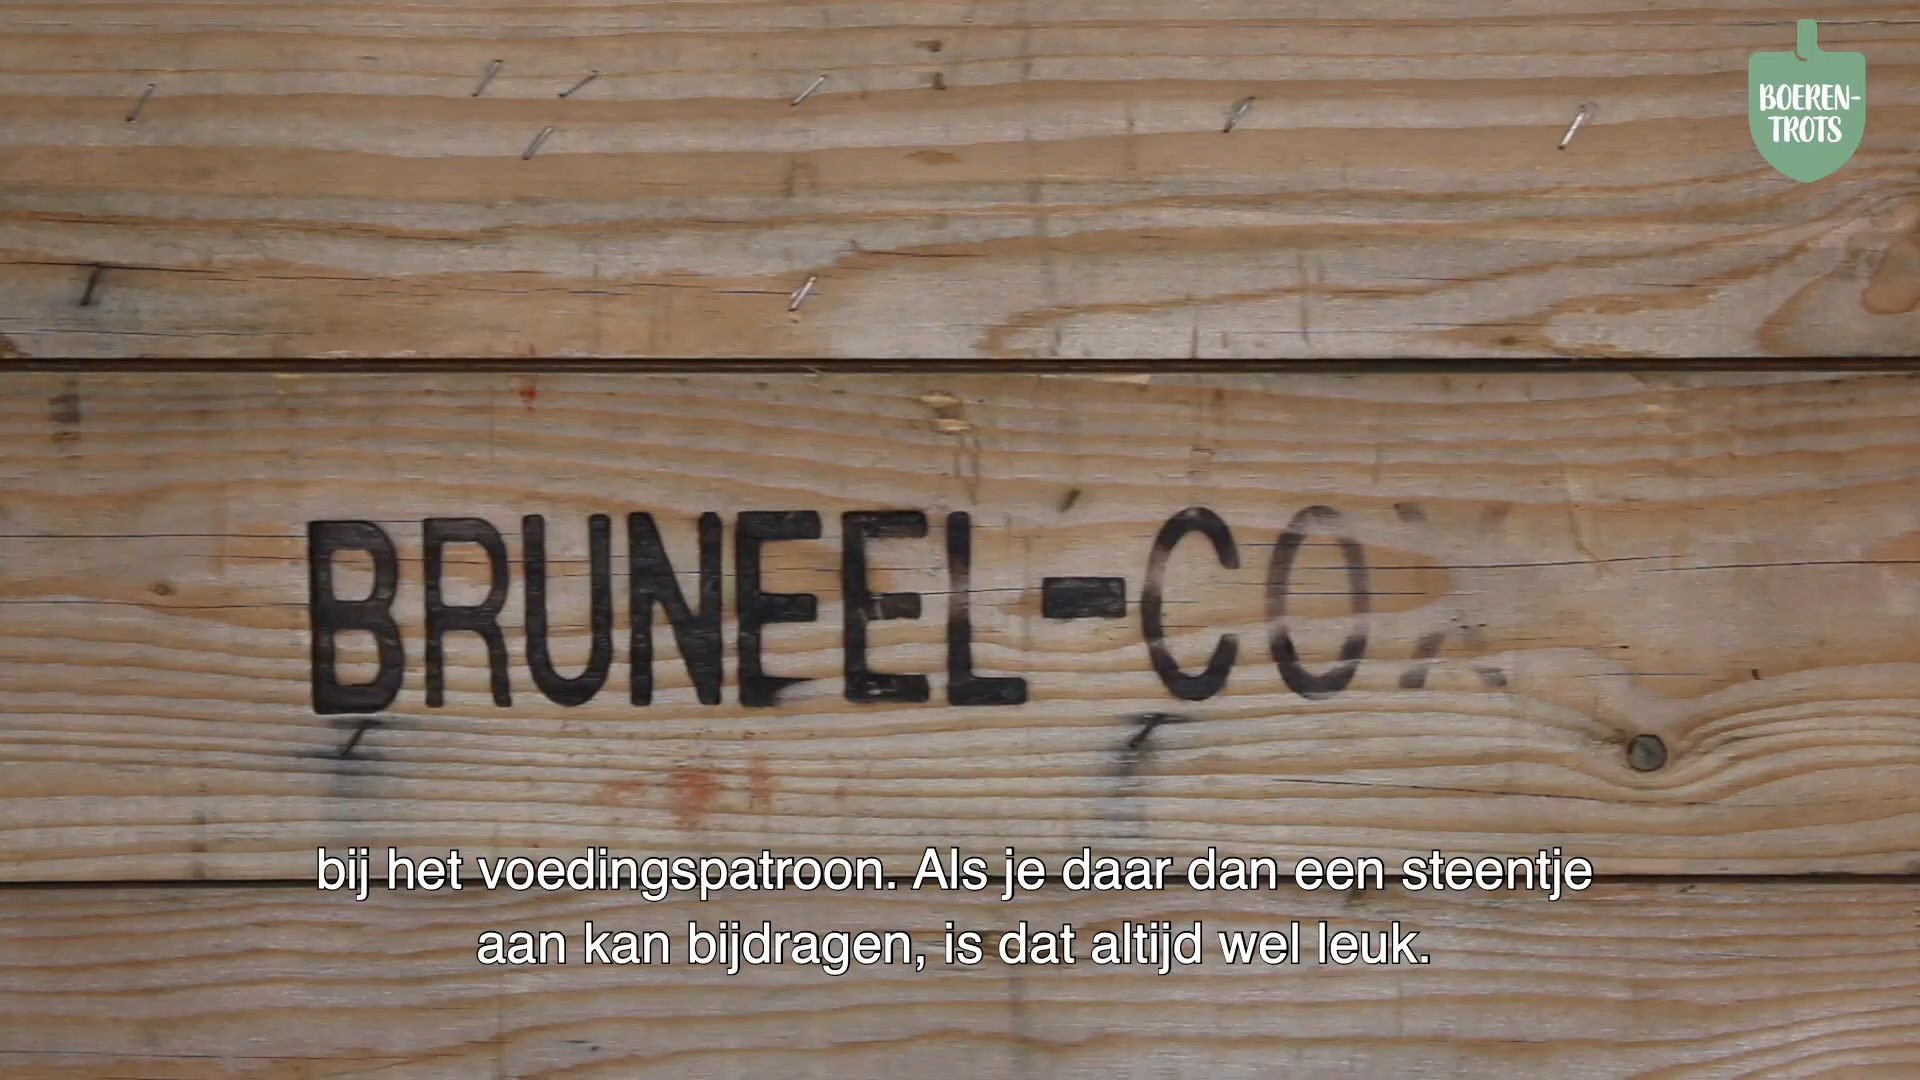 BOEREN-
TROTS
BRUNEEL-COX
bij het voedingspatroon. Als je daar dan een steentje
aan kan bijdragen, is dat altijd wel leuk.